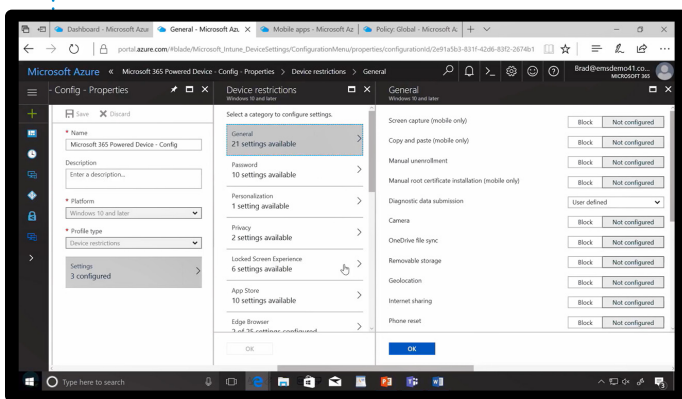 Dashboard - Microsoft Azur
General - Microsoft Azu
Mobile apps - Microsoft Az
Policy: Global - Microsoft A
portal.azure.com/#blade/Microsoft_Intune_DeviceSettings/ConfigurationMenu/properties/configurationId/2e91a5b3-831f-42d6-83f2-2674b1
Microsoft Azure « Microsoft 365 Powered Device - Config - Properties > Device restrictions > General
Brad@emsdemo41.co...
MICROSOFT 365
- Config - Properties
Save Discard
* Name
Microsoft 365 Powered Device - Config
Description
Enter a description...
* Platform
Windows 10 and later
* Profile type
Device restrictions
Settings
3 configured
Device restrictions
Windows 10 and later
Select a category to configure settings.
General
21 settings available
Password
10 settings available
Personalization
1 setting available
Privacy
2 settings available
Locked Screen Experience
6 settings available
App Store
10 settings available
Edge Browser
2 of 25 settings configured
OK
General
Windows 10 and later
Screen capture (mobile only) Block Not configured
Copy and paste (mobile only) Block Not configured
Manual unenrollment Block Not configured
Manual root certificate installation (mobile only) Block Not configured
Diagnostic data submission User defined
Camera Block Not configured
OneDrive file sync Block Not configured
Removable storage Block Not configured
Geolocation Block Not configured
Internet sharing Block Not configured
Phone reset Block Not configured
OK
Type here to search